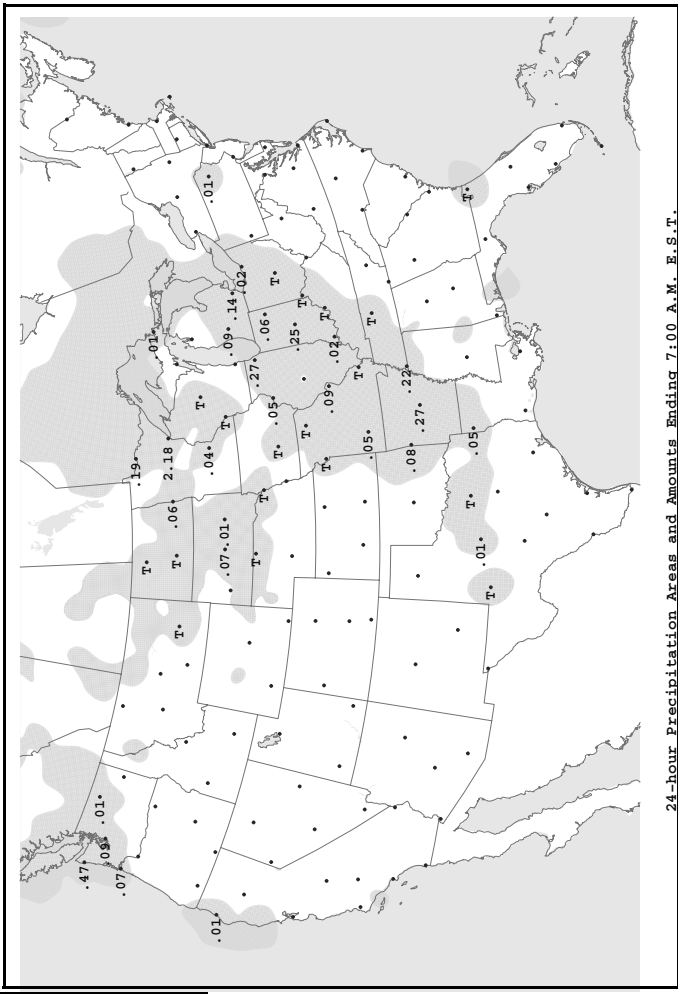 .47
.09
.01
.07
.19
T
.01
2.18
.06
T
T
T
.04
.01
.01
T
.07
.01
.09
.14
.02
.27
T
T
.06
.05
T
T
.25
T
T
T
T
.09
.02
T
.05
T
.22
.08
.27
T
T
.05
.01
T
24-hour Precipitation Areas and Amounts Ending 7:00 A.M. E.S.T.